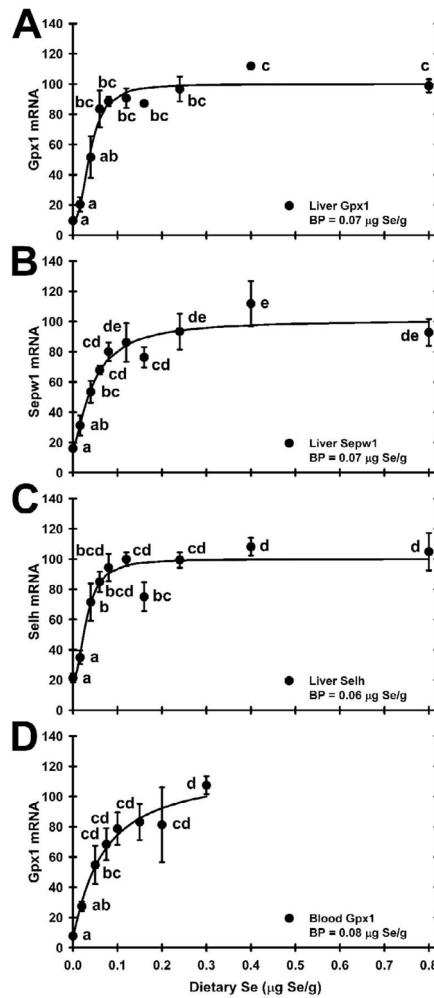 A
140
120
100
80
60
40
20
0
Gpx1 mRNA
bc
c
c
bc
bc
bc
bc
ab
a
a
Liver Gpx1
BP = 0.07 µg Se/g
B
140
120
100
80
60
40
20
0
Sepw1 mRNA
de
de
e
cd
de
cd
cd
bc
ab
a
Liver Sepw1
BP = 0.07 µg Se/g
C
140
120
100
80
60
40
20
0
Selh mRNA
bcd
cd
cd
d
d
bcd
bc
b
a
a
Liver Selh
BP = 0.06 µg Se/g
D
140
120
100
80
60
40
20
0
Gpx1 mRNA
d
cd
cd
cd
bc
ab
a
Blood Gpx1
BP = 0.08 µg Se/g
0.0 0.1 0.2 0.3 0.4 0.5 0.6 0.7 0.8
Dietary Se (µg Se/g)